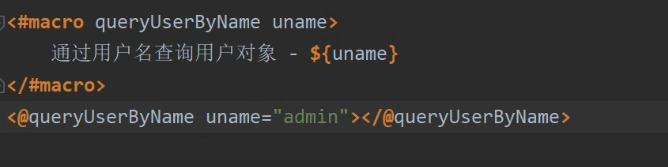 <#macro queryUserByName uname>
通过用户名查询用户对象 - ${uname}
</#macro>
<@queryUserByName uname="admin"></@queryUserByName>